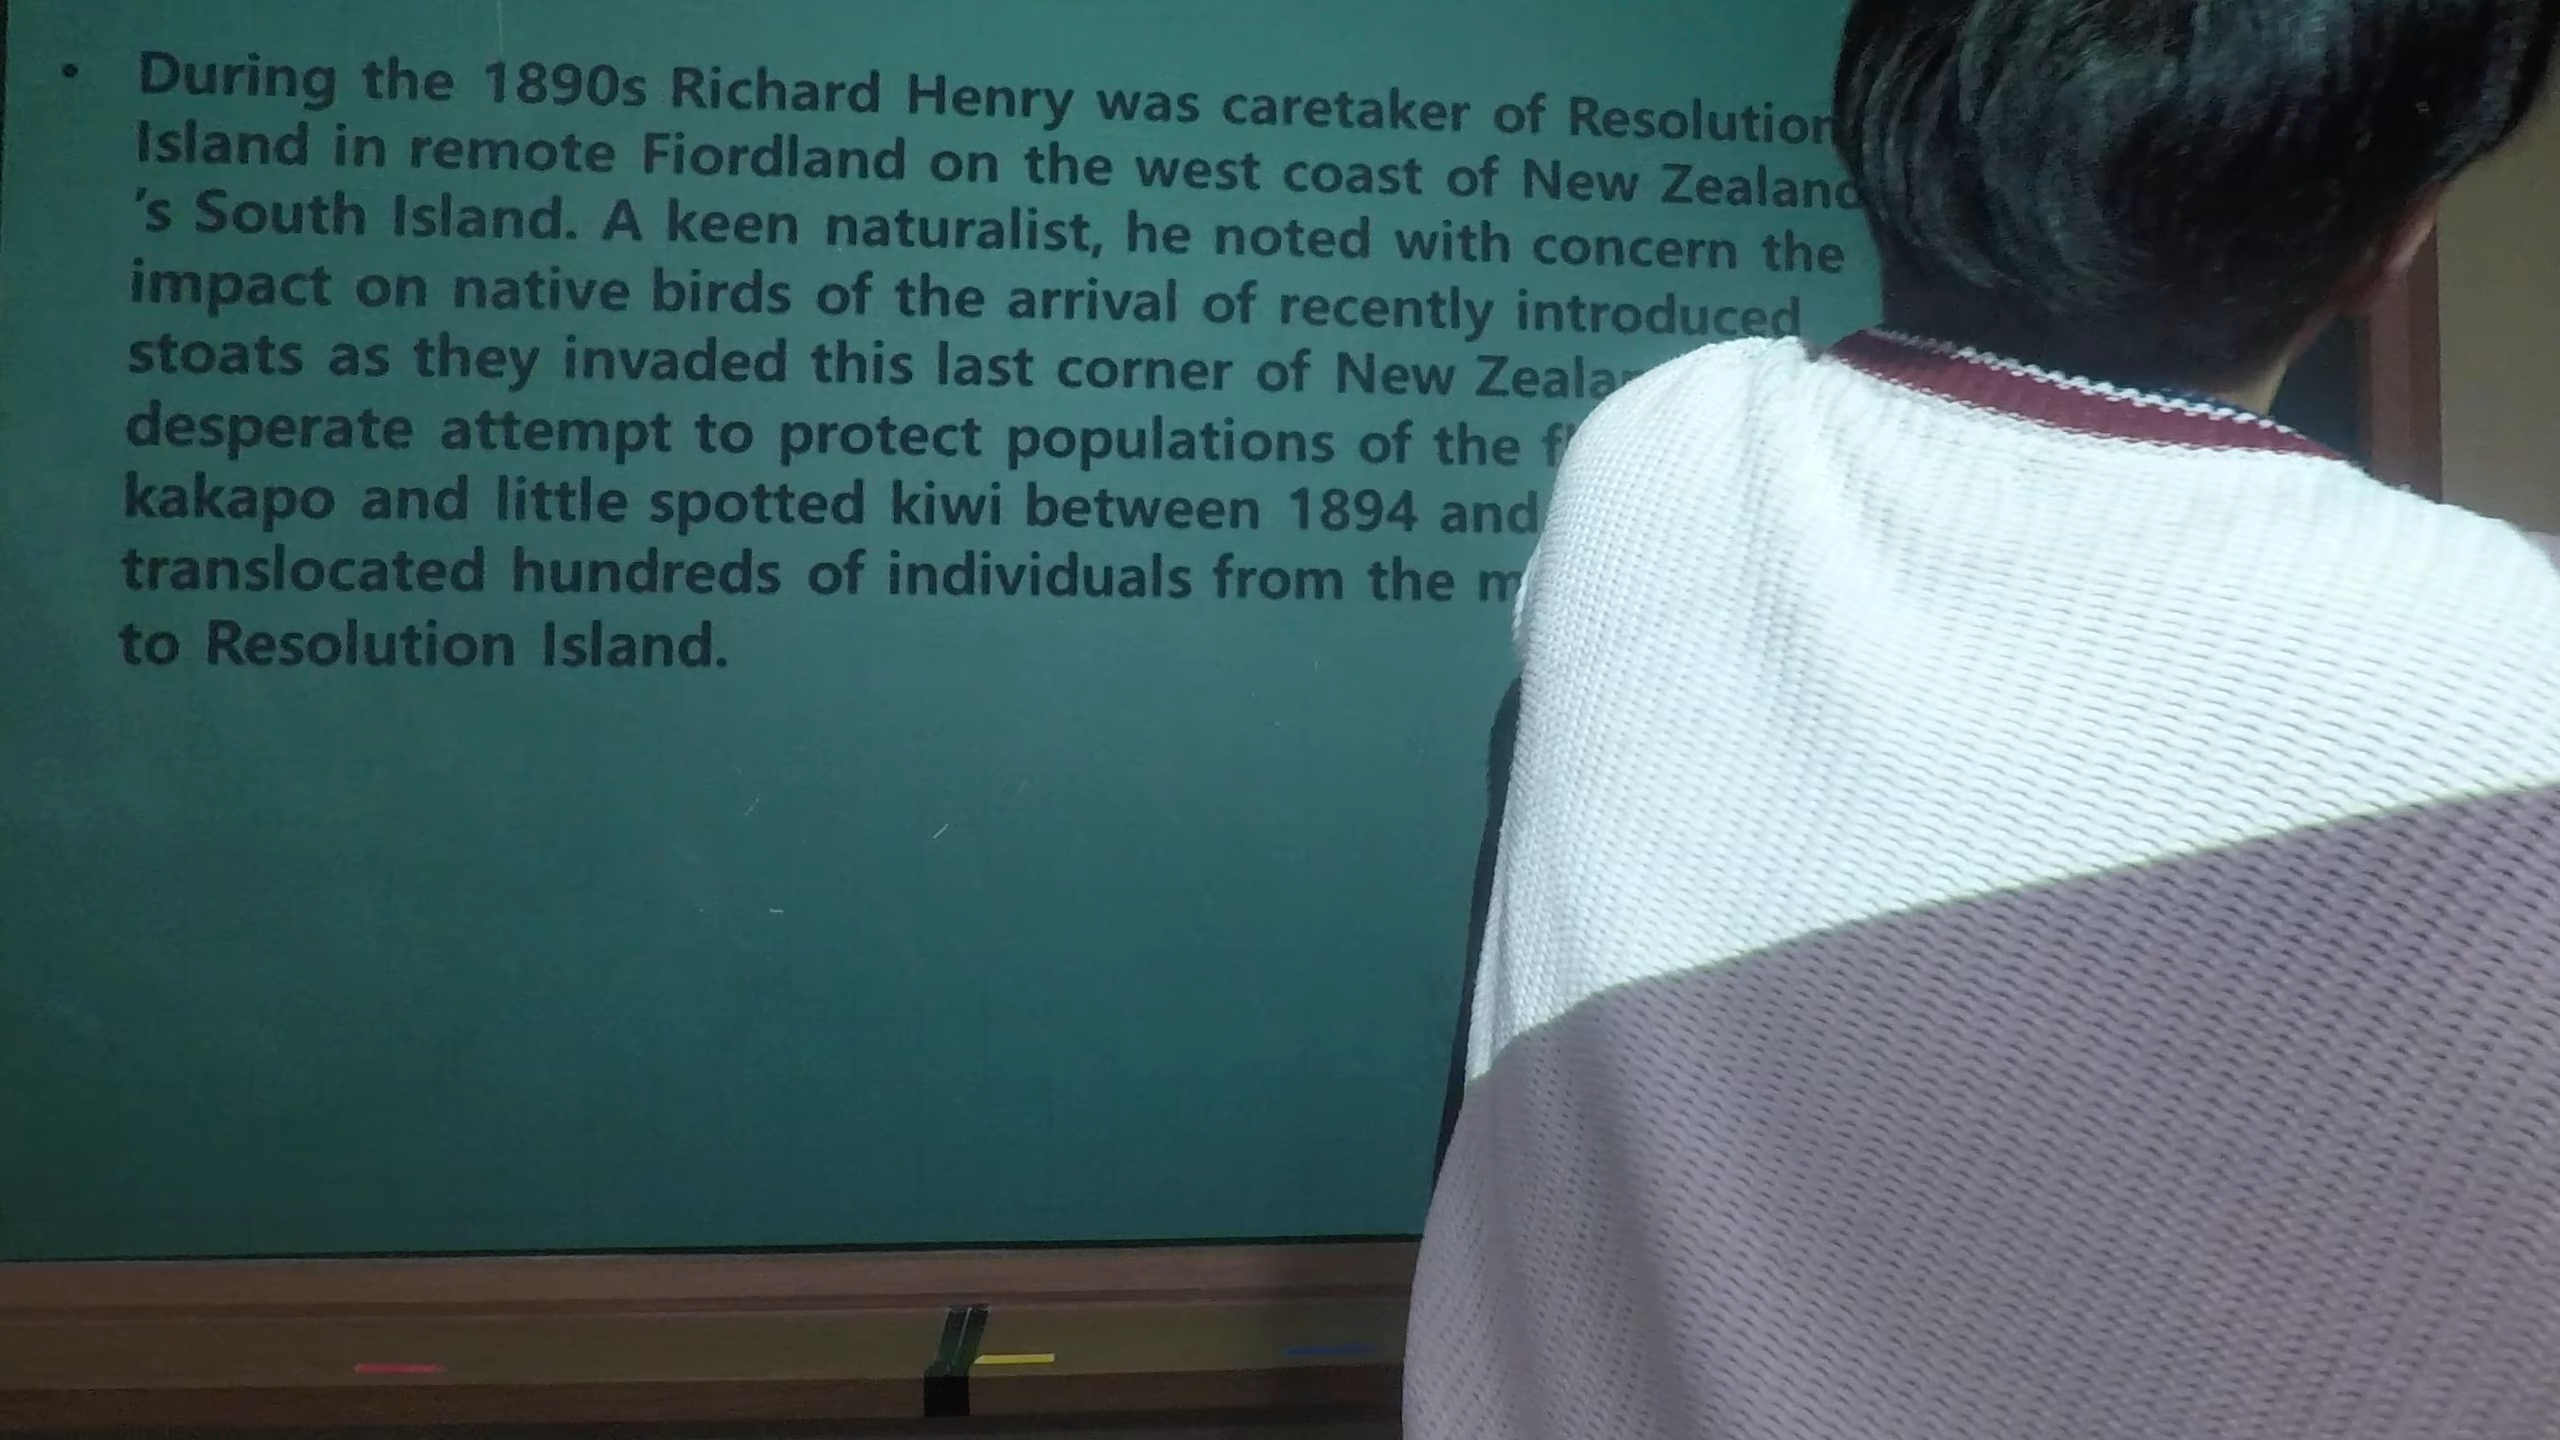 • During the 1890s Richard Henry was caretaker of Resolution
Island in remote Fiordland on the west coast of New Zealand
's South Island. A keen naturalist, he noted with concern the
impact on native birds of the arrival of recently introduced
stoats as they invaded this last corner of New
desperate attempt to protect populations of the
kakapo and little spotted kiwi between 1894 and
translocated hundreds of individuals from the
to Resolution Island.